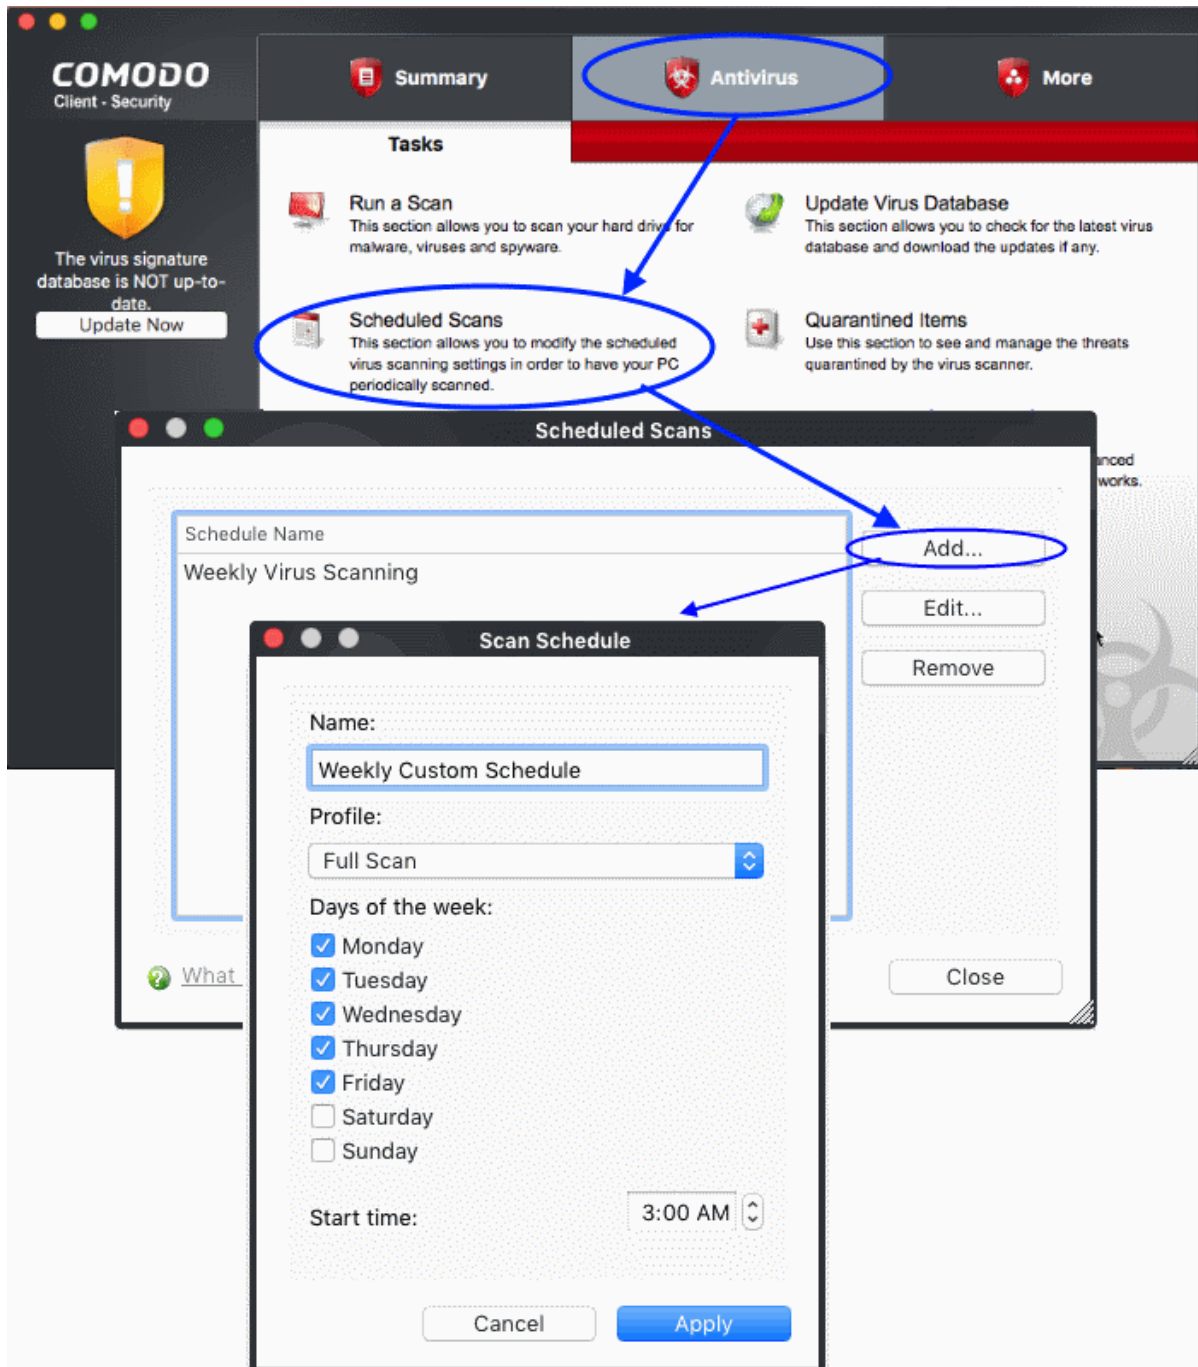 COMODO
Client - Security
Summary
Antivirus
More
Tasks
The virus signature
database is NOT up-to-
date.
Update Now
Run a Scan
This section allows you to scan your hard drive for
malware, viruses and spyware.
Update Virus Database
This section allows you to check for the latest virus
database and download the updates if any.
Scheduled Scans
This section allows you to modify the scheduled
virus scanning settings in order to have your PC
periodically scanned.
Quarantined Items
Use this section to see and manage the threats
quarantined by the virus scanner.
works.
Scheduled Scans
Schedule Name
Weekly Virus Scanning
Add...
Edit...
Remove
What
Close
Scan Schedule
Name:
Weekly Custom Schedule
Profile:
Full Scan
Days of the week:
Monday
Tuesday
Wednesday
Thursday
Friday
Saturday
Sunday
Start time:
3:00 AM
Cancel
Apply